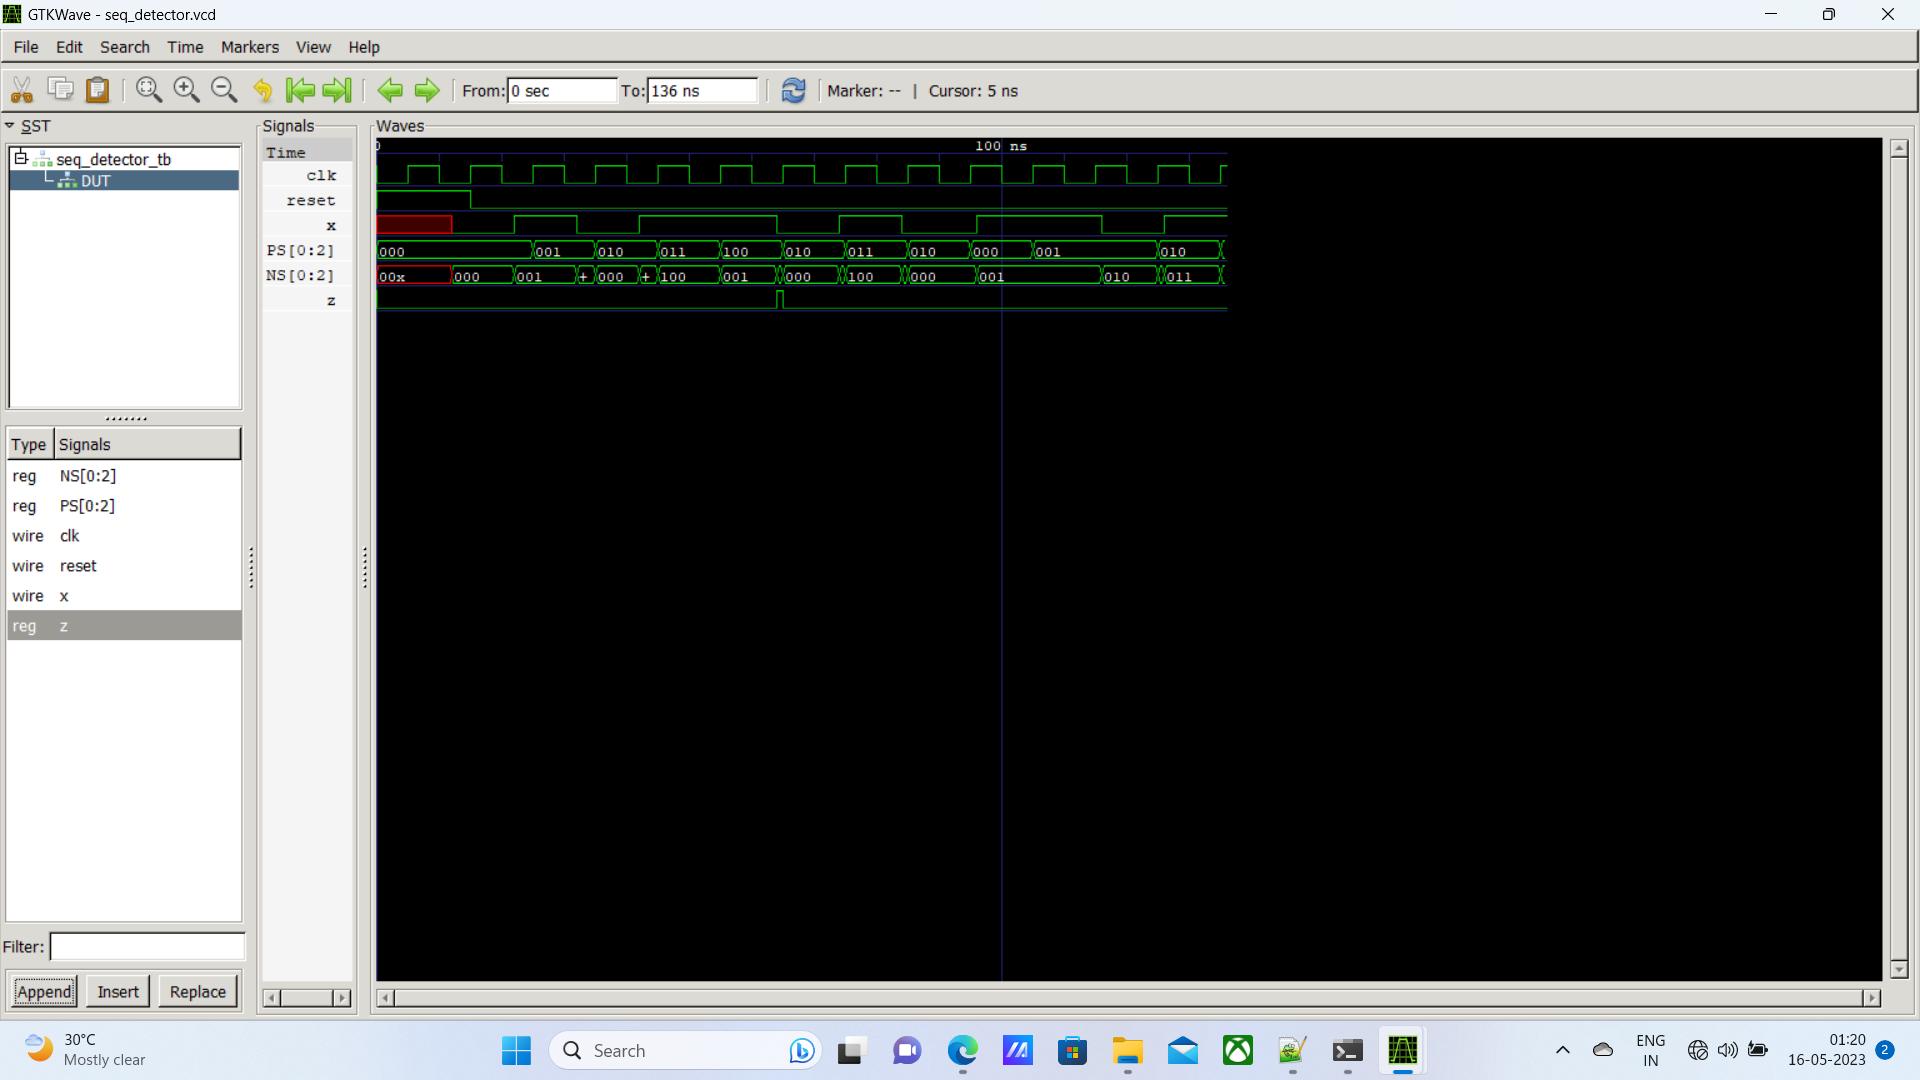 GTKWave - seq_detector.vcd
File Edit Search Time Markers View Help
From: 0 sec To: 136 ns Marker: -- | Cursor: 5 ns
SST
seq_detector_tb
DUT
Type Signals
reg NS[0:2]
reg PS[0:2]
wire clk
wire reset
wire x
reg z
Filter:
Append Insert Replace
Signals
Time
clk
reset
x
PS[0:2]
NS[0:2]
z
Waves
0 100 ns
000 001 010 011 100 010 011 010 000 001 010
00x 000 001 + 000 + 100 001 000 100 000 001 010 011
30°C
Mostly clear
Search
ENG
IN
01:20
16-05-2023
2